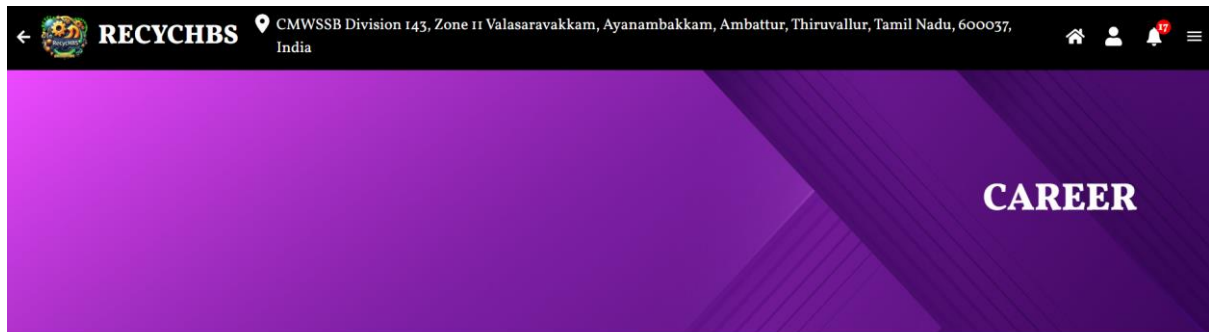 RECYCHBS
CMWSSB Division 143, Zone 11 Valasaravakkam, Ayanambakkam, Ambattur, Thiruvallur, Tamil Nadu, 600037,
India
17
CAREER